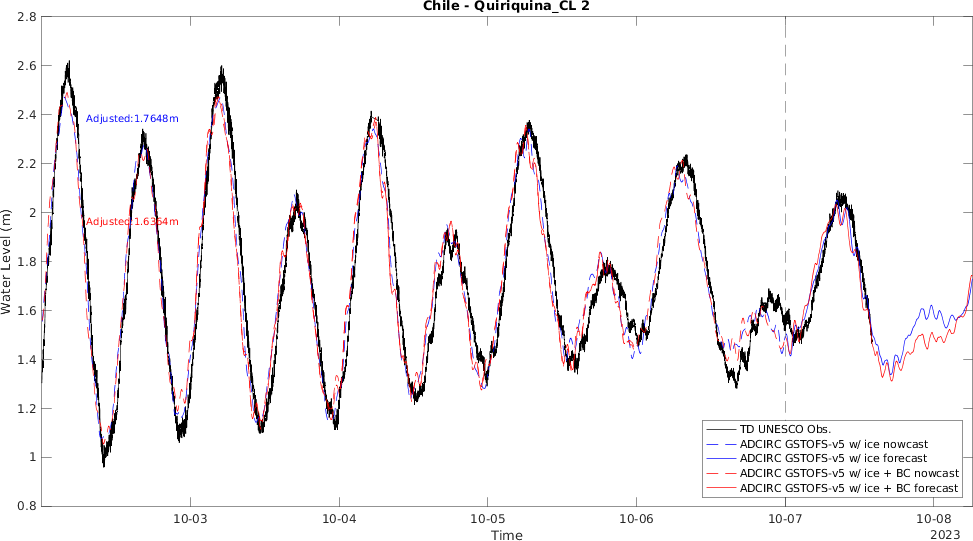 Chile - Quiriquina_CL 2
2.8
2.6
2.4
2.2
2
1.8
1.6
1.4
1.2
1
0.8
Water Level (m)
Adjusted:1.7648m
Adjusted:1.6364m
TD UNESCO Obs.
ADCIRC GSTOFS-v5 w/ ice nowcast
ADCIRC GSTOFS-v5 w/ ice forecast
ADCIRC GSTOFS-v5 w/ ice + BC nowcast
ADCIRC GSTOFS-v5 w/ ice + BC forecast
10-03
10-04
10-05
10-06
10-07
10-08
Time
2023